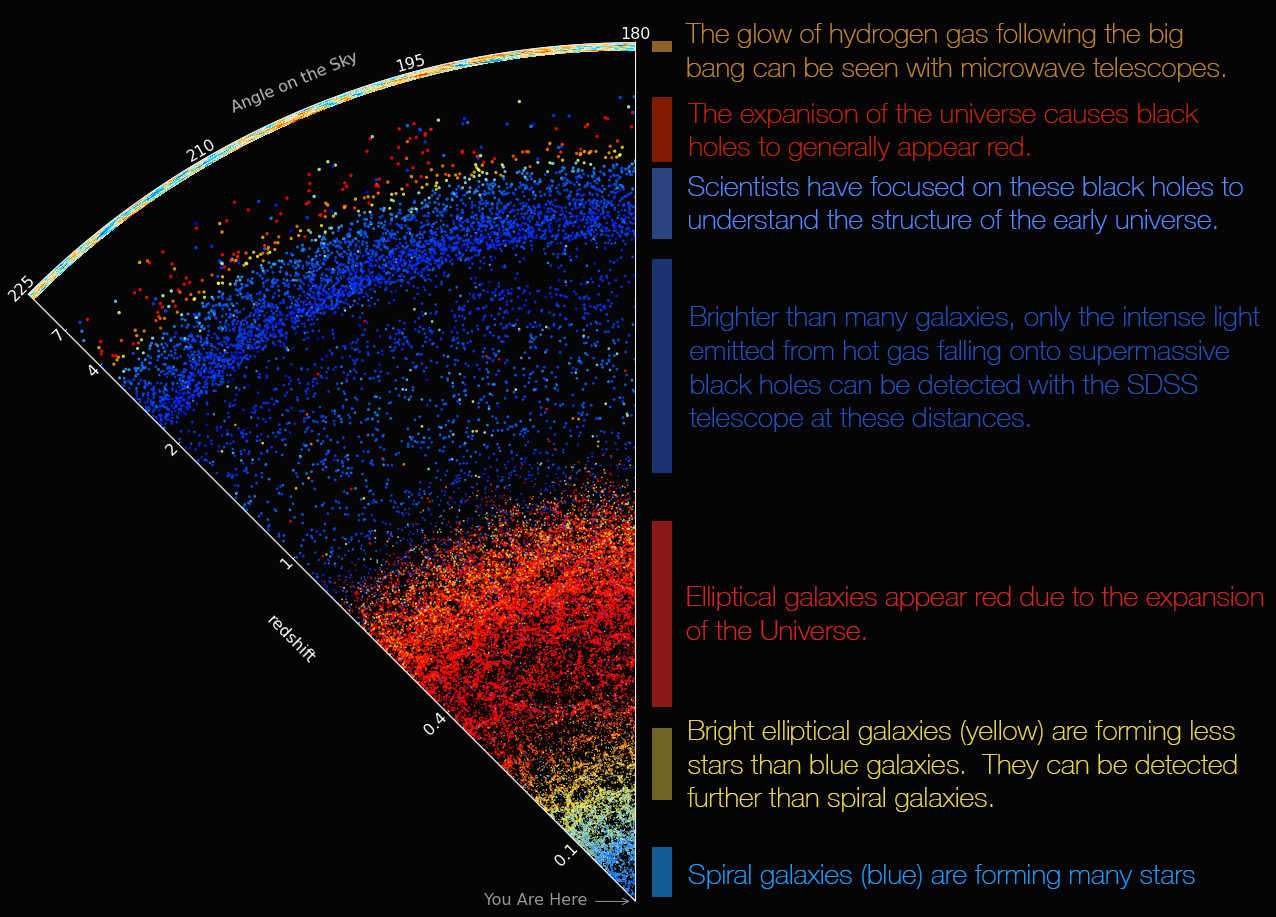 180
The glow of hydrogen gas following the big
bang can be seen with microwave telescopes.
Angle on the Sky
195
210
225
The expanison of the universe causes black
holes to generally appear red.
Scientists have focused on these black holes to
understand the structure of the early universe.
Brighter than many galaxies, only the intense light
emitted from hot gas falling onto supermassive
black holes can be detected with the SDSS
telescope at these distances.
7
4
2
1
redshift
0.4
0.1
Elliptical galaxies appear red due to the expansion
of the Universe.
Bright elliptical galaxies (yellow) are forming less
stars than blue galaxies.  They can be detected
further than spiral galaxies.
Spiral galaxies (blue) are forming many stars
You Are Here